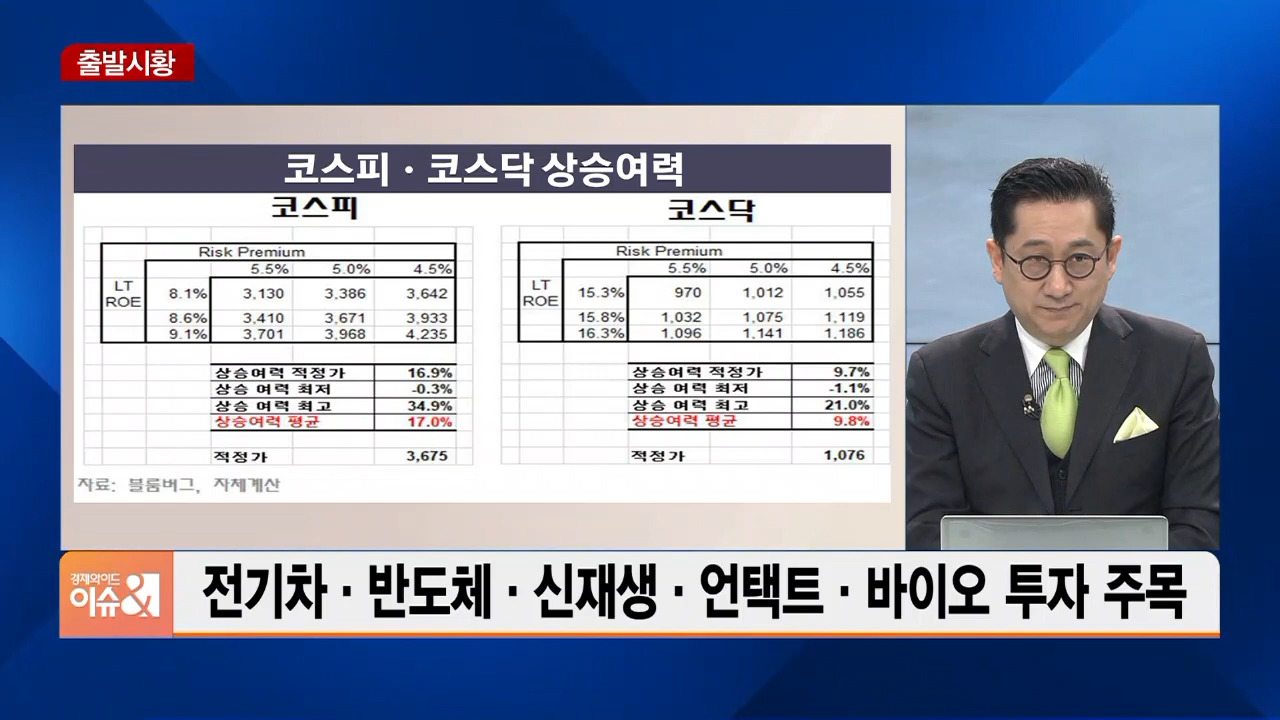 출발시황
코스피 · 코스닥 상승여력
코스피
Risk Premium
5.5% 5.0% 4.5%
LT ROE
8.1% 3,130 3,386 3,642
8.6% 3,410 3,671 3,933
9.1% 3,701 3,968 4,235
상승여력 적정가 16.9%
상승 여력 최저 -0.3%
상승 여력 최고 34.9%
상승여력 평균 17.0%
적정가 3,675
코스닥
Risk Premium
5.5% 5.0% 4.5%
LT ROE
15.3% 970 1,012 1,055
15.8% 1,032 1,075 1,119
16.3% 1,096 1,141 1,186
상승여력 적정가 9.7%
상승 여력 최저 -1.1%
상승 여력 최고 21.0%
상승여력 평균 9.8%
적정가 1,076
자료: 블룸버그, 자체계산
경제와이드
이슈&
전기차 · 반도체 · 신재생 · 언택트 · 바이오 투자 주목